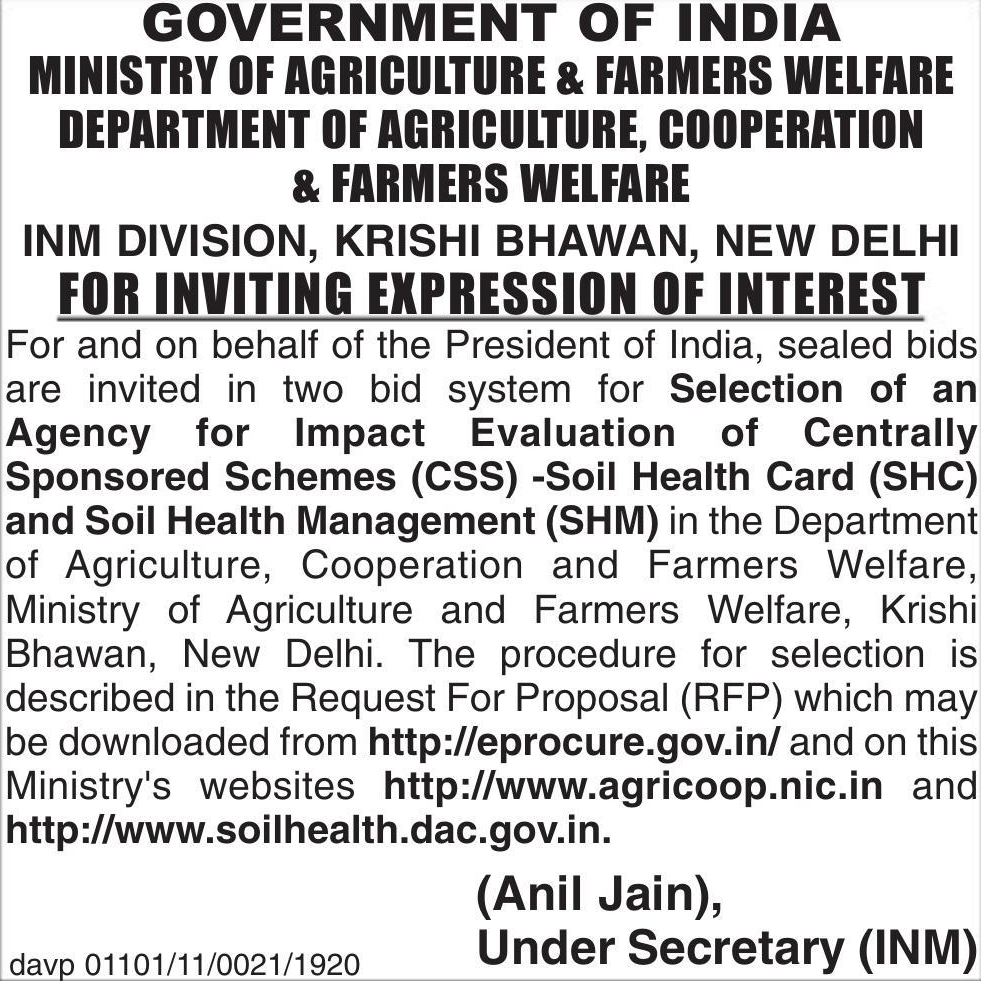 GOVERNMENT OF INDIA
MINISTRY OF AGRICULTURE & FARMERS WELFARE
DEPARTMENT OF AGRICULTURE, COOPERATION
& FARMERS WELFARE
INM DIVISION, KRISHI BHAWAN, NEW DELHI
FOR INVITING EXPRESSION OF INTEREST
For and on behalf of the President of India, sealed bids
are invited in two bid system for Selection of an
Agency for Impact Evaluation of Centrally
Sponsored Schemes (CSS) -Soil Health Card (SHC)
and Soil Health Management (SHM) in the Department
of Agriculture, Cooperation and Farmers Welfare,
Ministry of Agriculture and Farmers Welfare, Krishi
Bhawan, New Delhi. The procedure for selection is
described in the Request For Proposal (RFP) which may
be downloaded from http://eprocure.gov.in/ and on this
Ministry's websites http://www.agricoop.nic.in and
http://www.soilhealth.dac.gov.in.
(Anil Jain),
Under Secretary (INM)
davp 01101/11/0021/1920